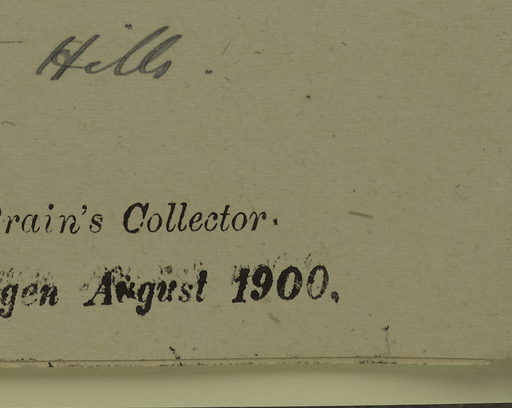 Hills.
rain's Collector.
gen August 1900.